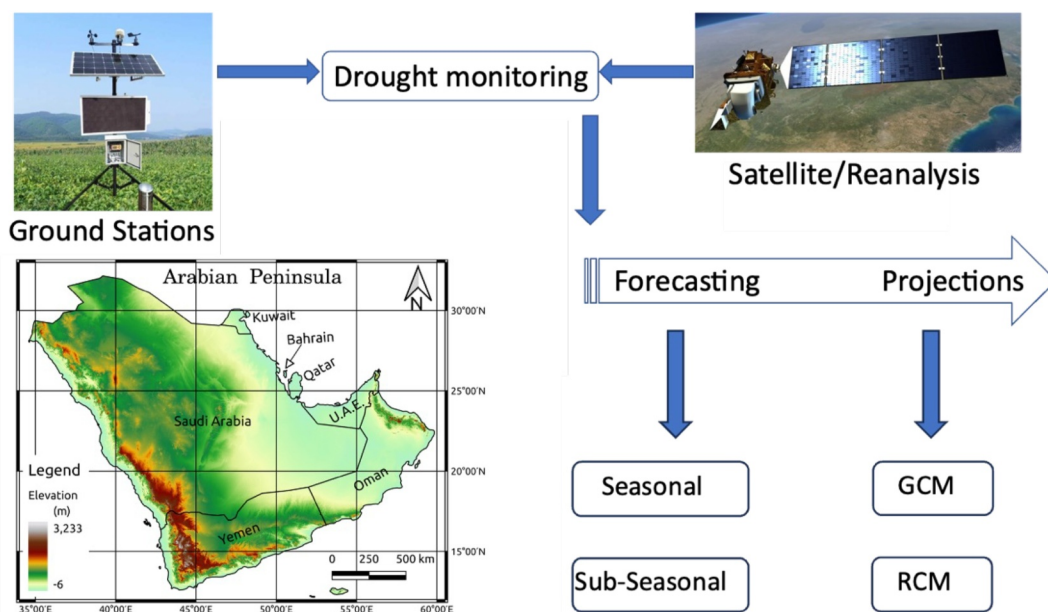 Drought monitoring
Ground Stations
Satellite/Reanalysis
Forecasting
Projections
Seasonal
GCM
Sub-Seasonal
RCM
Arabian Peninsula
N
Kuwait
Bahrain
Qatar
U.A.E.
Saudi Arabia
Oman
Yemen
Legend
Elevation
(m)
3,233
-6
0 250 500 km
30°00'N
25°00'N
20°00'N
15°00'N
35°00'E 40°00'E 45°00'E 50°00'E 55°00'E 60°00'E